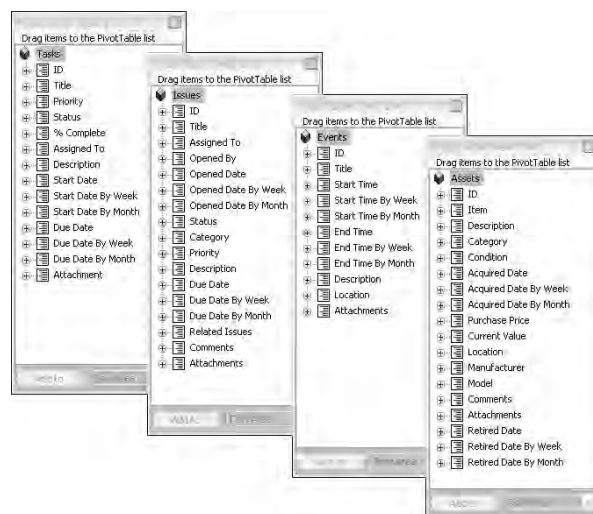 Drag items to the PivotTable list
Tasks
ID
Title
Priority
Status
% Complete
Assigned To
Description
Start Date
Start Date By Week
Start Date By Month
Due Date
Due Date By Week
Due Date By Month
Attachment
Drag items to the PivotTable list
Issues
ID
Title
Assigned To
Opened By
Opened Date
Opened Date By Week
Opened Date By Month
Status
Category
Priority
Description
Due Date
Due Date By Week
Due Date By Month
Related Issues
Comments
Attachments
Drag items to the PivotTable list
Events
ID
Title
Start Time
Start Time By Week
Start Time By Month
End Time
End Time By Week
End Time By Month
Description
Location
Attachments
Drag items to the PivotTable list
Assets
ID
Item
Description
Category
Condition
Acquired Date
Acquired Date By Week
Acquired Date By Month
Purchase Price
Current Value
Location
Manufacturer
Model
Comments
Attachments
Retired Date
Retired Date By Week
Retired Date By Month